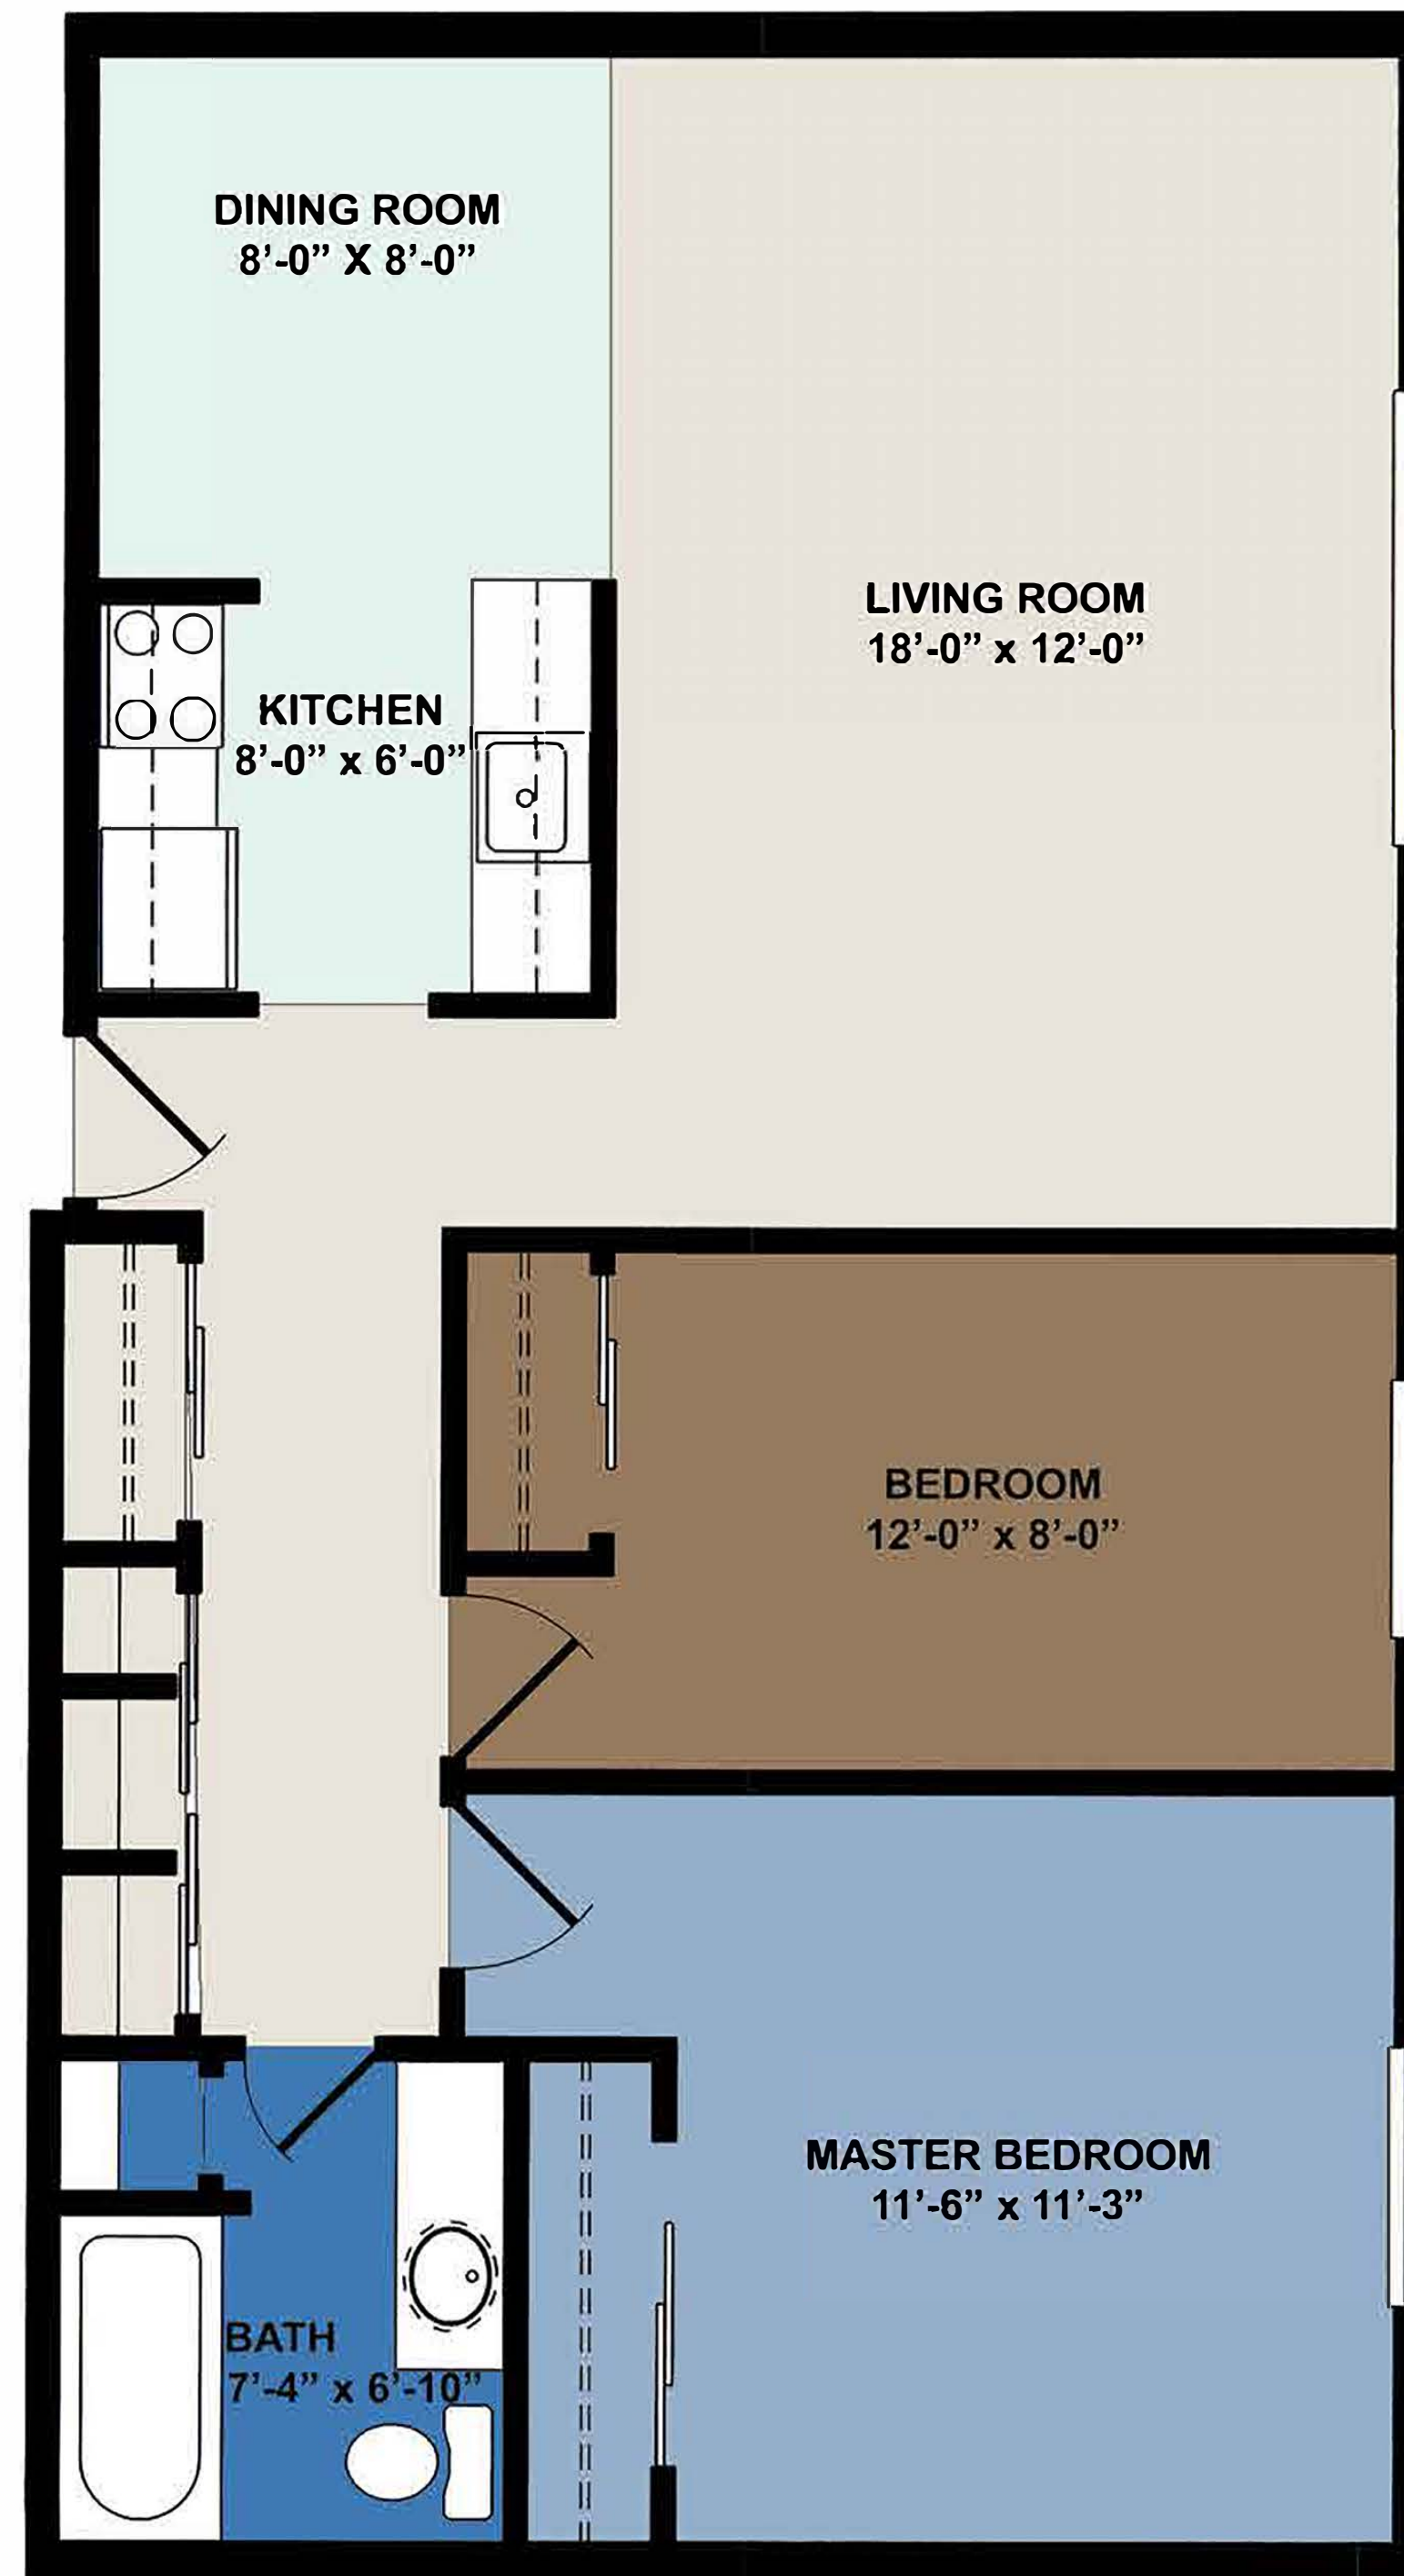 DINING ROOM
8’-0” X 8’-0”
LIVING ROOM
18’-0” x 12’-0”
KITCHEN
8’-0” x 6’-0”
BEDROOM
12’-0” x 8’-0”
MASTER BEDROOM
11’-6” x 11’-3”
BATH
7’-4” x 6’-10”